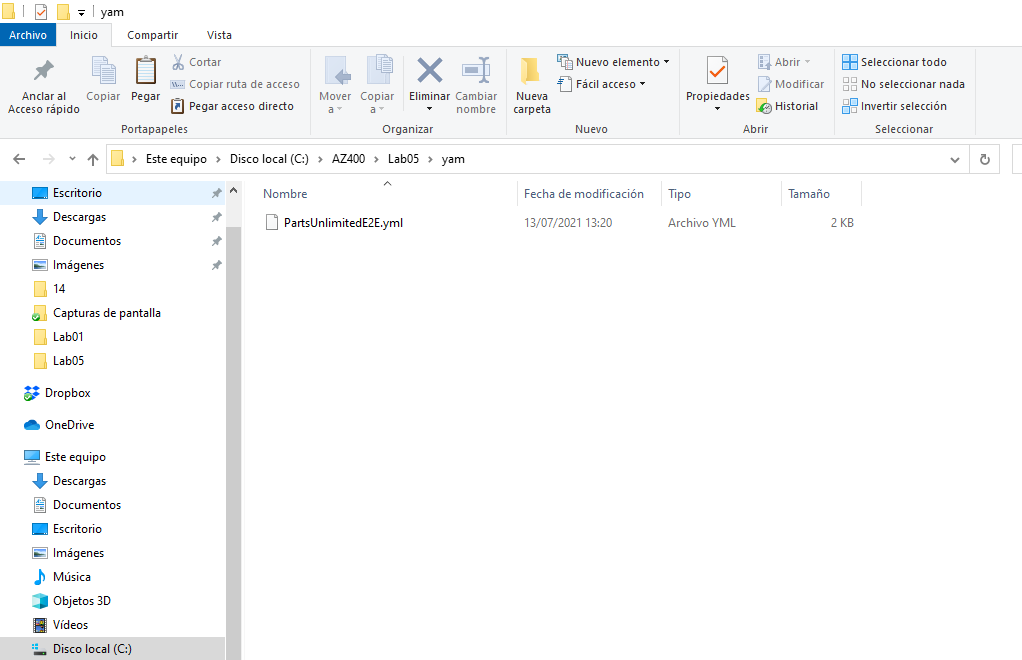 yam
Archivo Inicio Compartir Vista
Anclar al Acceso rápido
Copiar
Pegar
Cortar
Copiar ruta de acceso
Pegar acceso directo
Portapapeles
Mover a
Copiar a
Eliminar
Cambiar nombre
Organizar
Nueva carpeta
Nuevo elemento
Fácil acceso
Nuevo
Propiedades
Abrir
Modificar
Historial
Abrir
Seleccionar todo
No seleccionar nada
Invertir selección
Seleccionar
Este equipo > Disco local (C:) > AZ400 > Lab05 > yam
Escritorio
Descargas
Documentos
Imágenes
14
Capturas de pantalla
Lab01
Lab05
Dropbox
OneDrive
Este equipo
Descargas
Documentos
Escritorio
Imágenes
Música
Objetos 3D
Vídeos
Disco local (C:)
Nombre Fecha de modificación Tipo Tamaño
PartsUnlimitedE2E.yml 13/07/2021 13:20 Archivo YML 2 KB